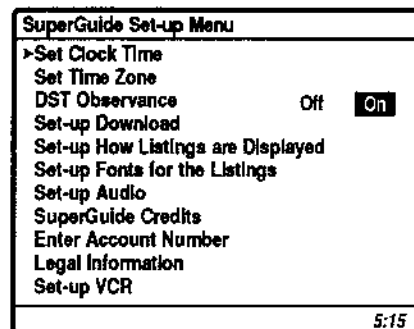 SuperGuide Set-up Menu
➤Set Clock Time
Set Time Zone
DST Observance Off On
Set-up Download
Set-up How Listings are Displayed
Set-up Fonts for the Listings
Set-up Audio
SuperGuide Credits
Enter Account Number
Legal Information
Set-up VCR
5:15